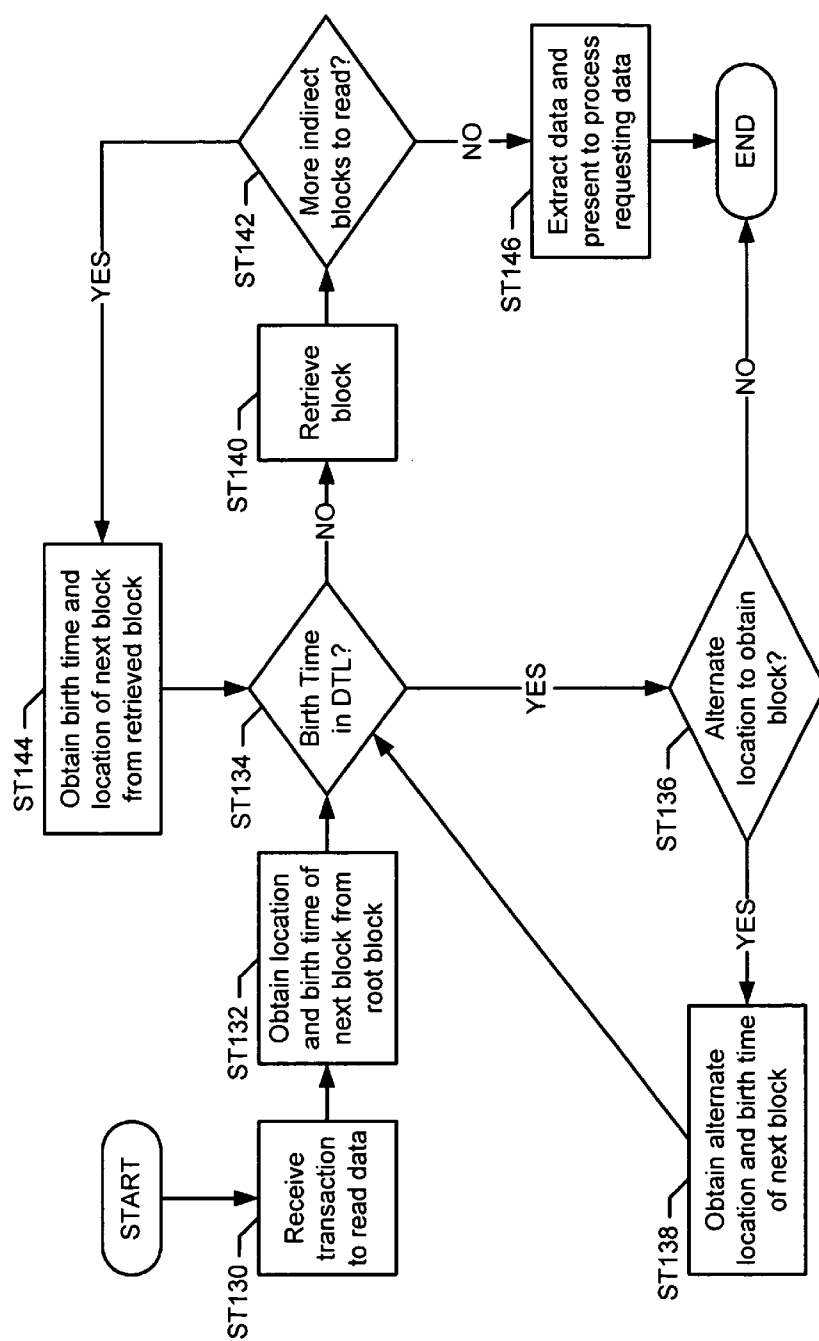 START
ST130
Receive
transaction
to read data
ST132
Obtain location
and birth time of
next block from
root block
ST134
Birth Time
in DTL?
NO
YES
ST140
Retrieve
block
ST142
More indirect
blocks to read?
YES
NO
ST144
Obtain birth time and
location of next block
from retrieved block
ST146
Extract data and
present to process
requesting data
ST136
Alternate
location to obtain
block?
YES
NO
ST138
Obtain alternate
location and birth time
of next block
END